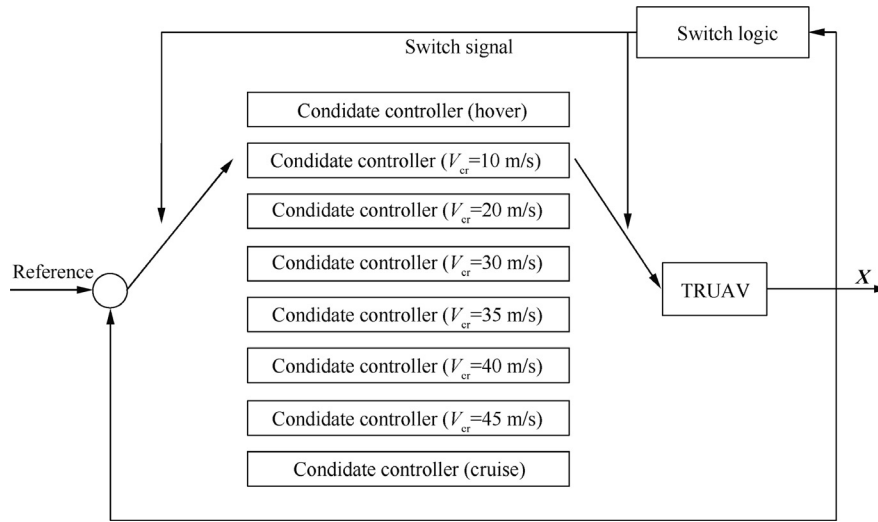 Switch logic
Switch signal
Condidate controller (hover)
Condidate controller (Vcr=10 m/s)
Condidate controller (Vcr=20 m/s)
Condidate controller (Vcr=30 m/s)
Reference
TRUAV
X
Condidate controller (Vcr=35 m/s)
Condidate controller (Vcr=40 m/s)
Condidate controller (Vcr=45 m/s)
Condidate controller (cruise)